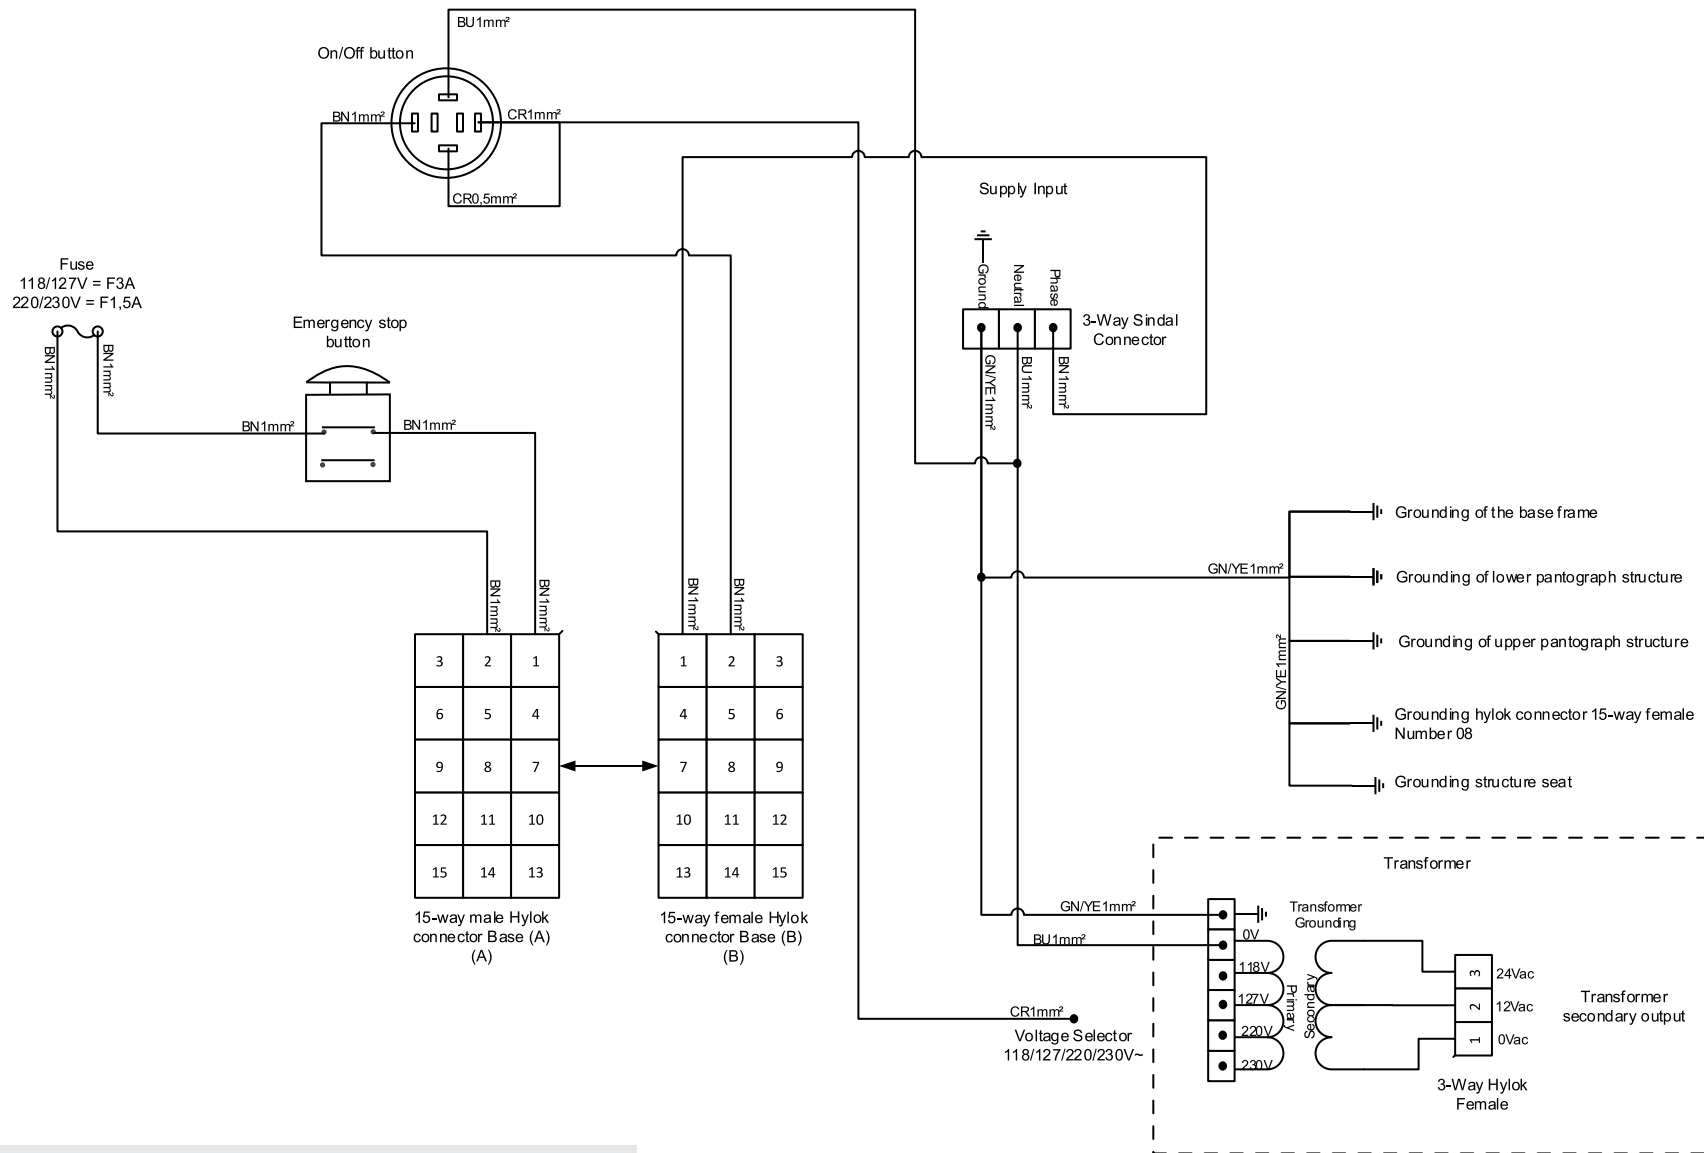 BU1mm²
On/Off button
BN1mm²
CR1mm²
CR0,5mm²
Supply Input
Ground
Neutral
Phase
3-Way Sindal
Connector
GN/YE1mm²
BU1mm²
BN1mm²
Fuse
118/127V = F3A
220/230V = F1,5A
BN1mm²
BN1mm²
Emergency stop
button
BN1mm²
BN1mm²
BN1mm²
BN1mm²
BN1mm²
BN1mm²
3 2 1
6 5 4
9 8 7
12 11 10
15 14 13
15-way male Hylok
connector Base (A)
(A)
1 2 3
4 5 6
7 8 9
10 11 12
13 14 15
15-way female Hylok
connector Base (B)
(B)
GN/YE1mm²
GN/YE1mm²
Grounding of the base frame
Grounding of lower pantograph structure
Grounding of upper pantograph structure
Grounding hylok connector 15-way female
Number 08
Grounding structure seat
Transformer
GN/YE1mm²
BU1mm²
CR1mm²
Voltage Selector
118/127/220/230V~
Transformer
Grounding
0V
118V
127V
220V
230V
Primary
Secondary
3
2
1
24Vac
12Vac
0Vac
3-Way Hylok
Female
Transformer
secondary output